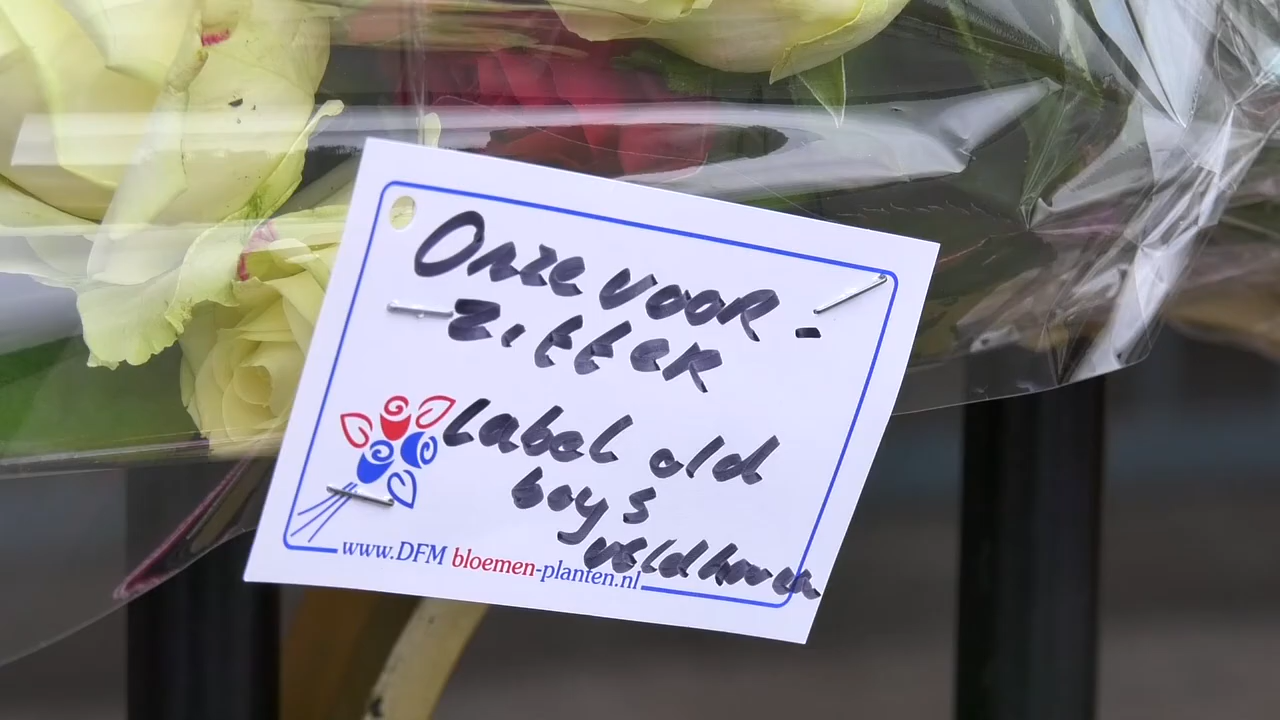 Onze VOOR-
zitter
Label old
boys
veldhoven
www.DFM bloemen-planten.nl